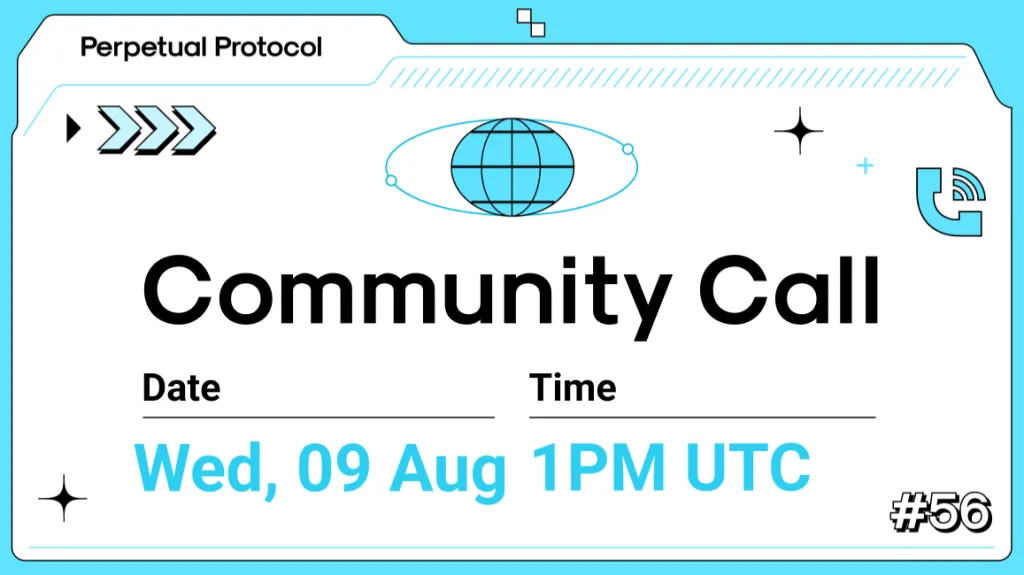 Perpetual Protocol
Community Call
Date
Time
Wed, 09 Aug
1PM UTC
#56